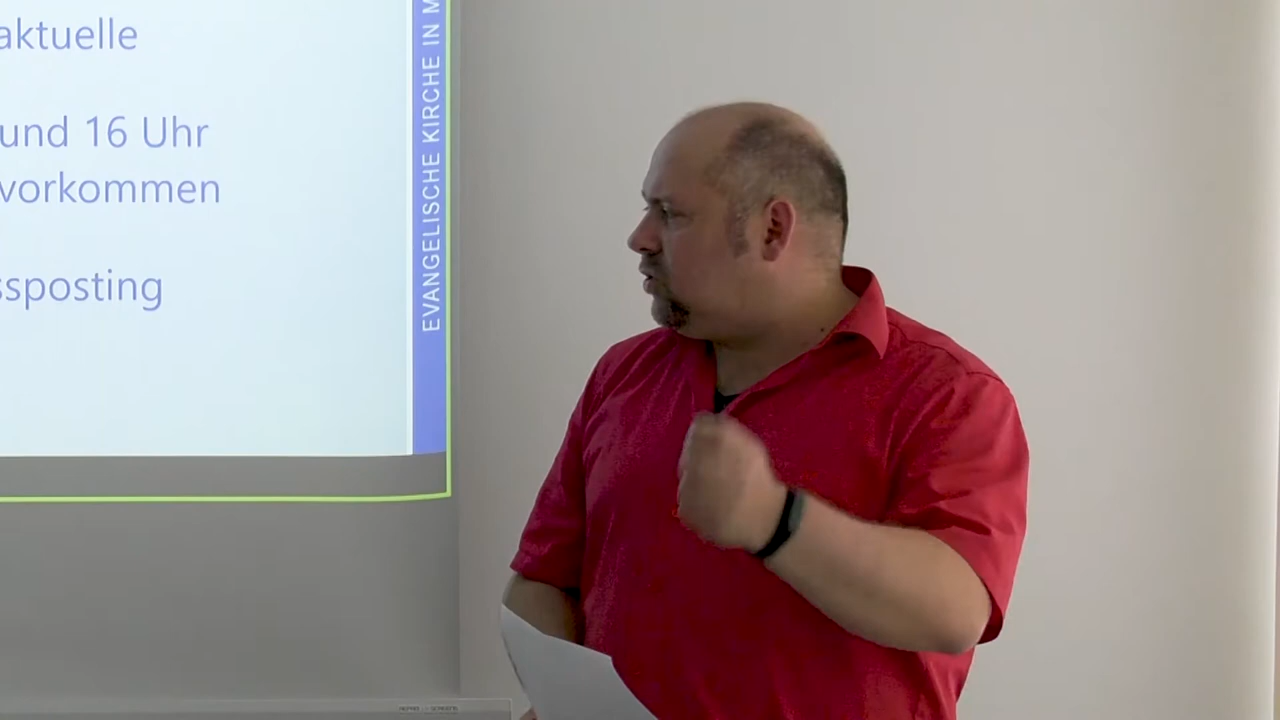 aktuelle
und 16 Uhr
vorkommen
ssposting
EVANGELISCHE KIRCHE IN M